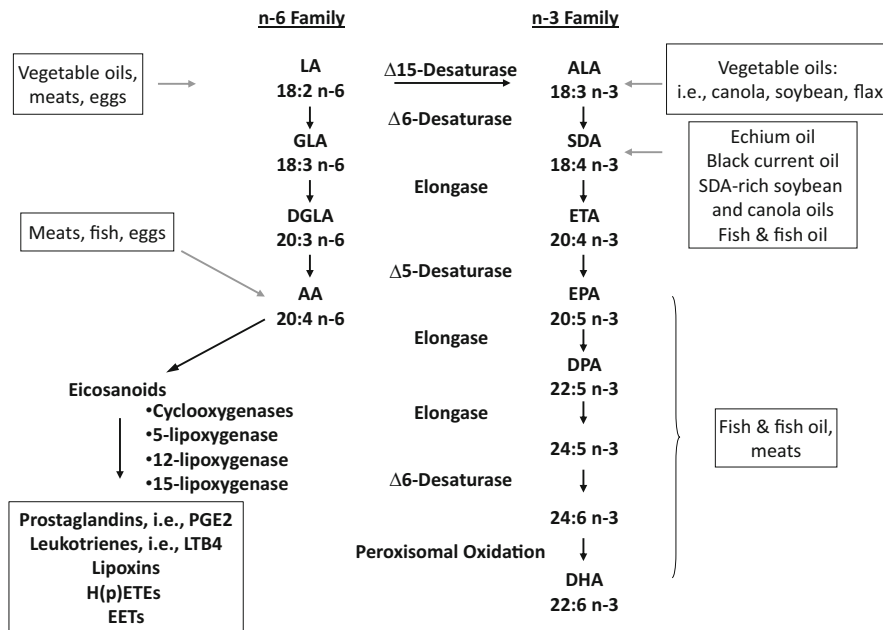 n-6 Family
n-3 Family
LA
18:2 n-6
GLA
18:3 n-6
DGLA
20:3 n-6
AA
20:4 n-6
Vegetable oils,
meats, eggs
Meats, fish, eggs
Eicosanoids
•Cyclooxygenases
•5-lipoxygenase
•12-lipoxygenase
•15-lipoxygenase
Prostaglandins, i.e., PGE2
Leukotrienes, i.e., LTB4
Lipoxins
H(p)ETEs
EETs
Δ15-Desaturase
Δ6-Desaturase
Elongase
Δ5-Desaturase
Elongase
Elongase
Δ6-Desaturase
Peroxisomal Oxidation
ALA
18:3 n-3
SDA
18:4 n-3
ETA
20:4 n-3
EPA
20:5 n-3
DPA
22:5 n-3
24:5 n-3
24:6 n-3
DHA
22:6 n-3
Vegetable oils:
i.e., canola, soybean, flax
Echium oil
Black current oil
SDA-rich soybean
and canola oils
Fish & fish oil
Fish & fish oil,
meats